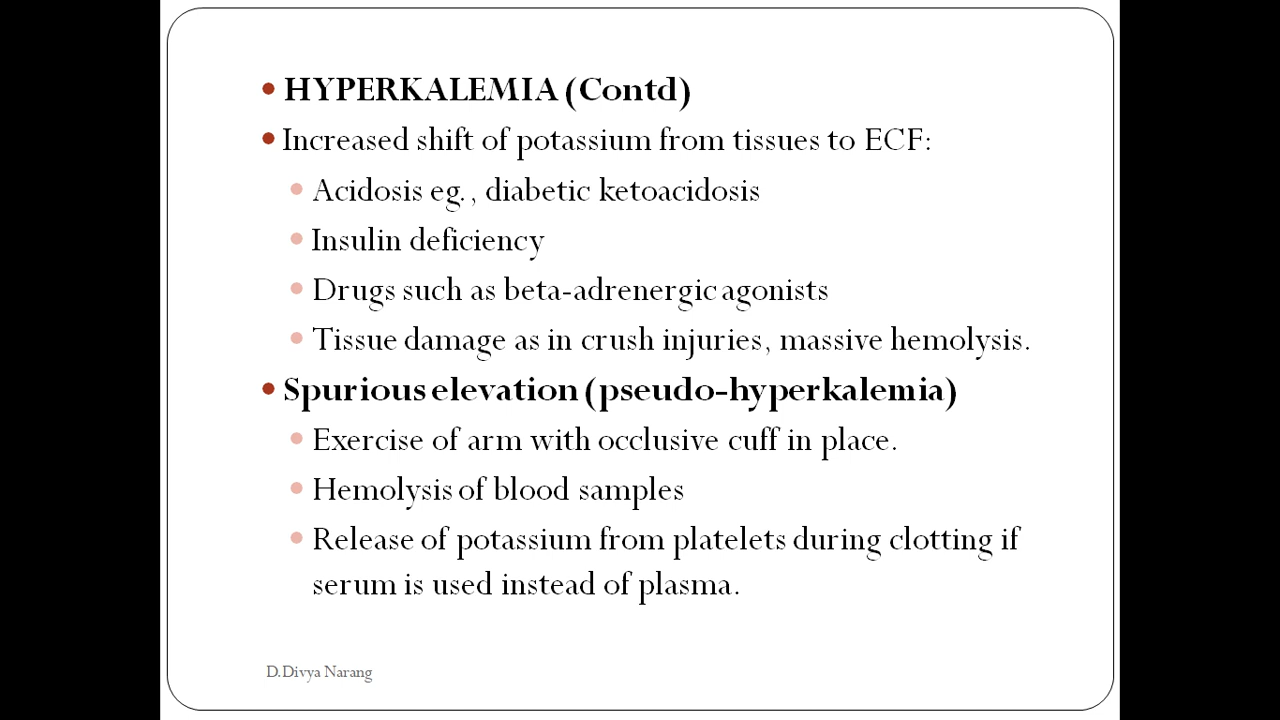 HYPERKALEMIA (Contd)
Increased shift of potassium from tissues to ECF:
Acidosis eg. , diabetic ketoacidosis
Insulin deficiency
Drugs such as beta-adrenergic agonists
Tissue damage as in crush injuries, massive hemolysis.
Spurious elevation (pseudo-hyperkalemia)
Exercise of arm with occlusive cuff in place.
Hemolysis of blood samples
Release of potassium from platelets during clotting if
serum is used instead of plasma.
D.Divya Narang